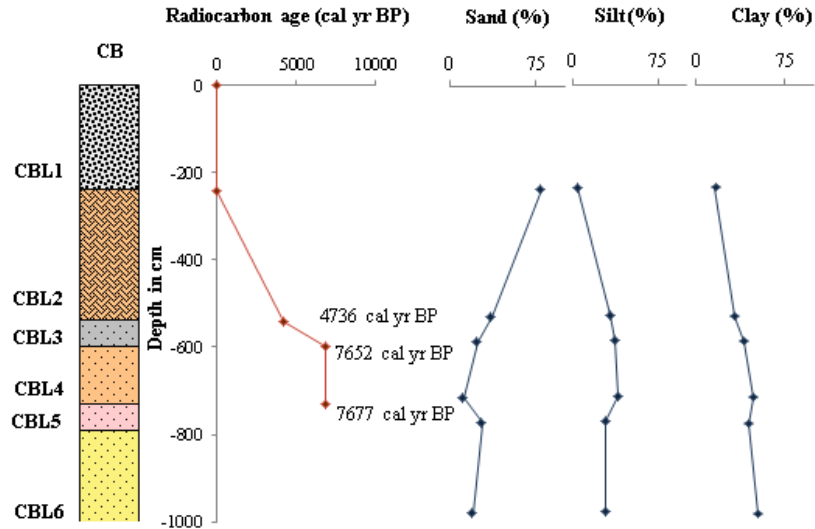 Radiocarbon age (cal yr BP) Sand (%) Silt (%) Clay (%)
CB
0 5000 10000 0 75 0 75 0 75
0
CBL1
-200
CBL2
-400
Depth in cm
4736 cal yr BP
CBL3
-600
7652 cal yr BP
CBL4
7677 cal yr BP
CBL5
-800
CBL6
-1000